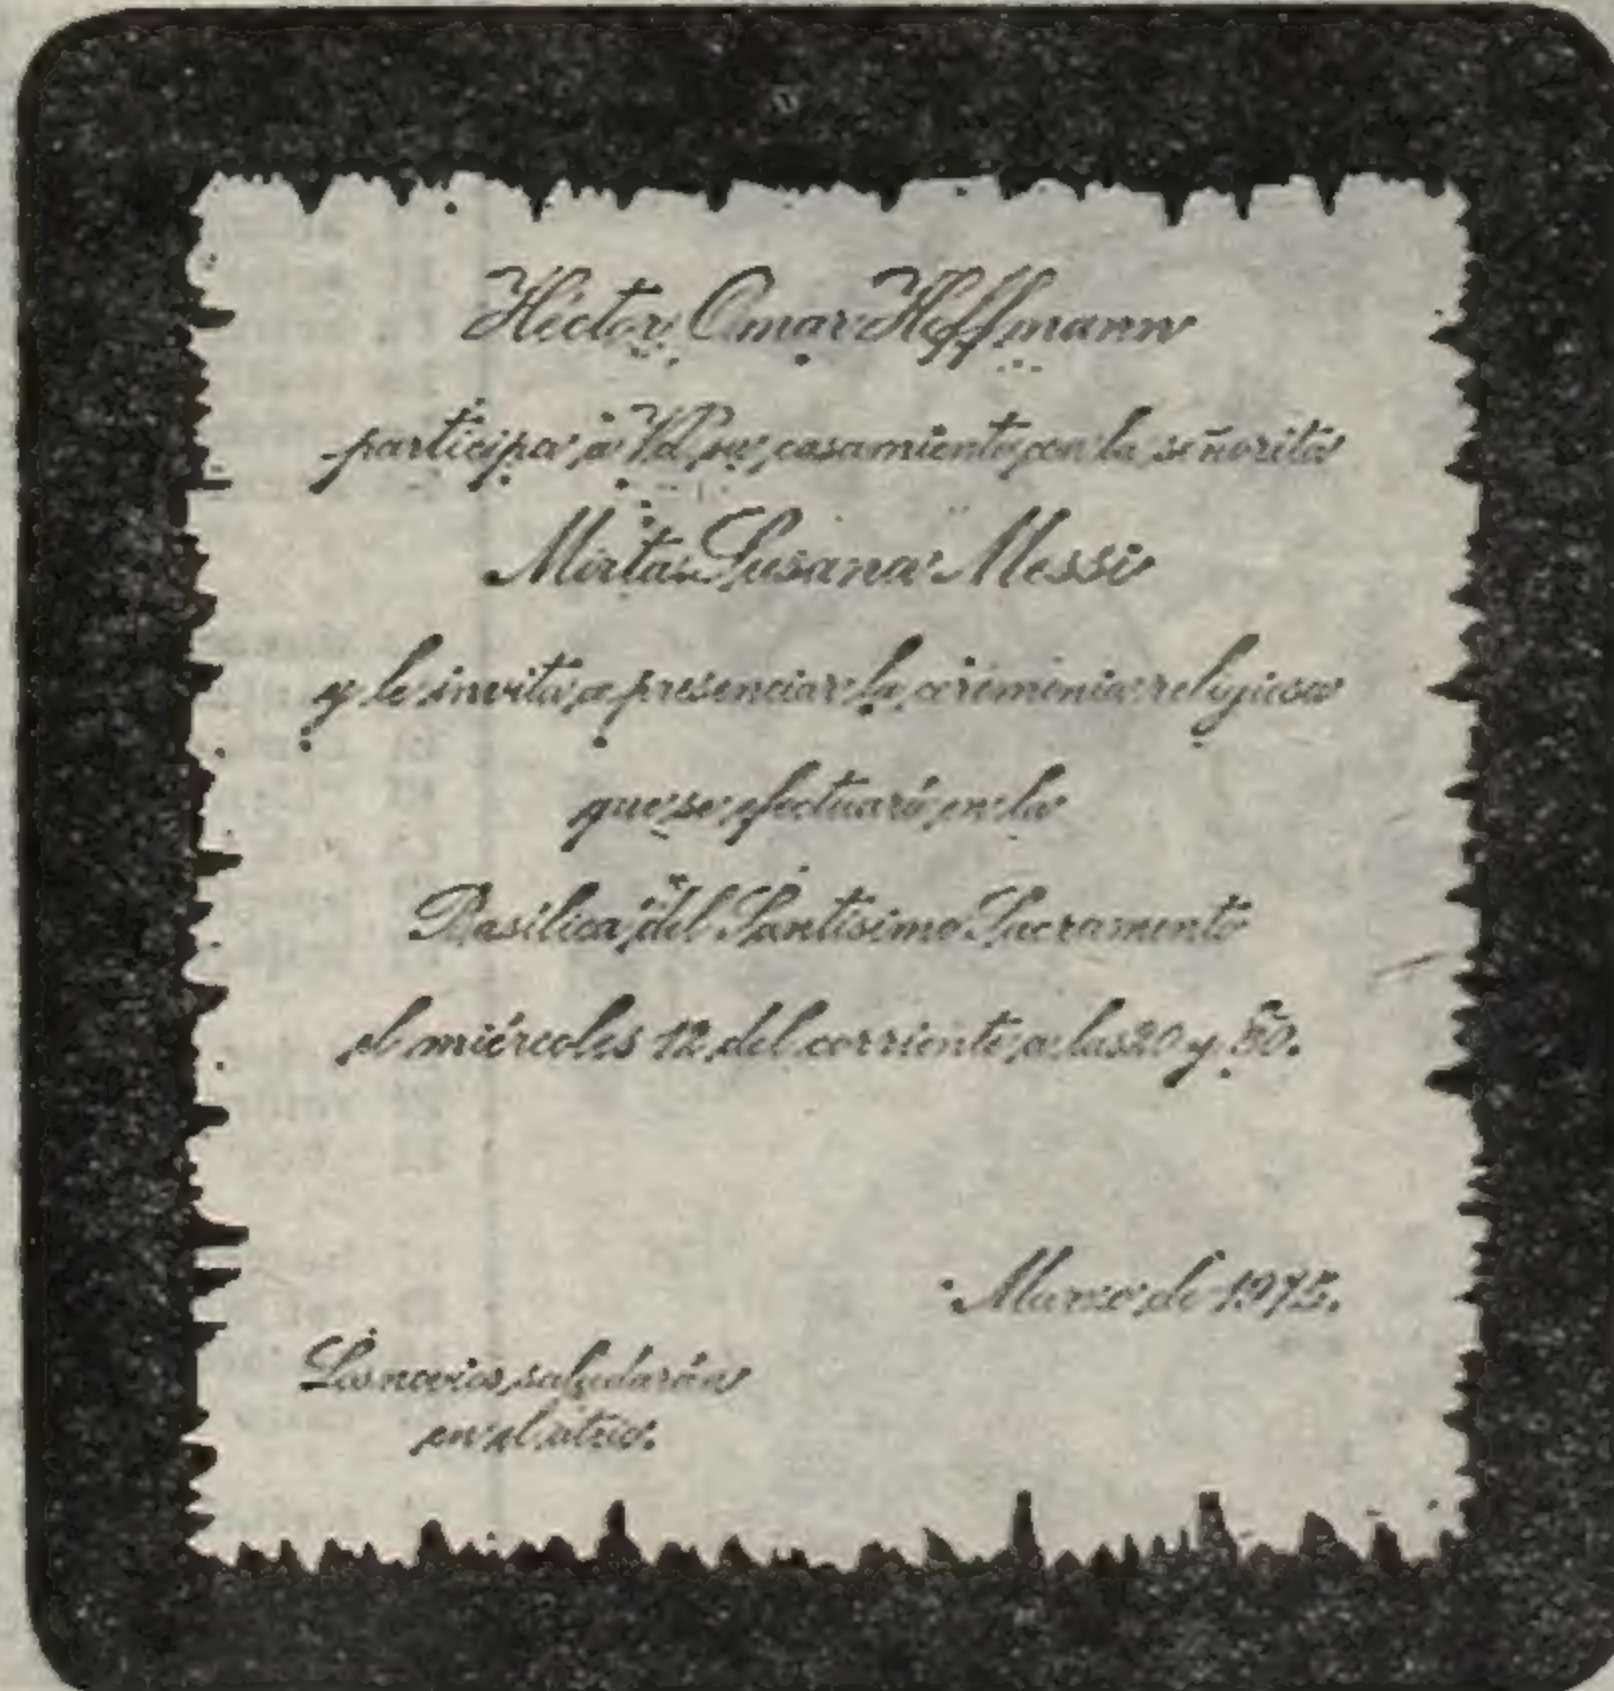 Héctor Omar Hoffmann
participa a Vd. su casamiento con la señorita
Mirta Susana Messi
y le invita a presenciar la ceremonia religiosa
que se efectuará en la
Basílica del Santísimo Sacramento
el miércoles 12 del corriente a las 20 y
Marzo de 1975.
Los novios saludarán
en el atrio.